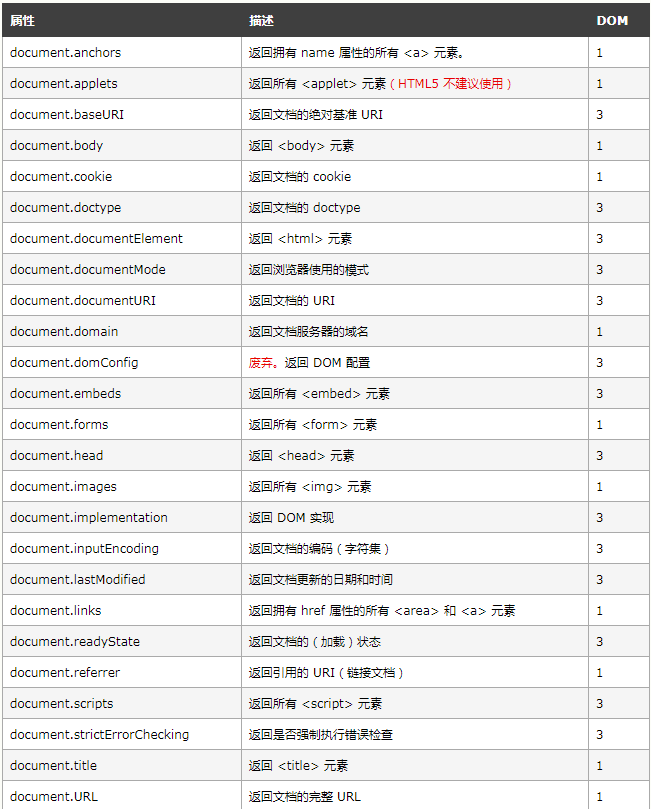 属性 描述 DOM
document.anchors 返回拥有 name 属性的所有 <a> 元素。 1
document.applets 返回所有 <applet> 元素（HTML5 不建议使用） 1
document.baseURI 返回文档的绝对基准 URI 3
document.body 返回 <body> 元素 1
document.cookie 返回文档的 cookie 1
document.doctype 返回文档的 doctype 3
document.documentElement 返回 <html> 元素 3
document.documentMode 返回浏览器使用的模式 3
document.documentURI 返回文档的 URI 3
document.domain 返回文档服务器的域名 1
document.domConfig 废弃。返回 DOM 配置 3
document.embeds 返回所有 <embed> 元素 3
document.forms 返回所有 <form> 元素 1
document.head 返回 <head> 元素 3
document.images 返回所有 <img> 元素 1
document.implementation 返回 DOM 实现 3
document.inputEncoding 返回文档的编码（字符集） 3
document.lastModified 返回文档更新的日期和时间 3
document.links 返回拥有 href 属性的所有 <area> 和 <a> 元素 1
document.readyState 返回文档的（加载）状态 3
document.referrer 返回引用的 URI（链接文档） 1
document.scripts 返回所有 <script> 元素 3
document.strictErrorChecking 返回是否强制执行错误检查 3
document.title 返回 <title> 元素 1
document.URL 返回文档的完整 URL 1